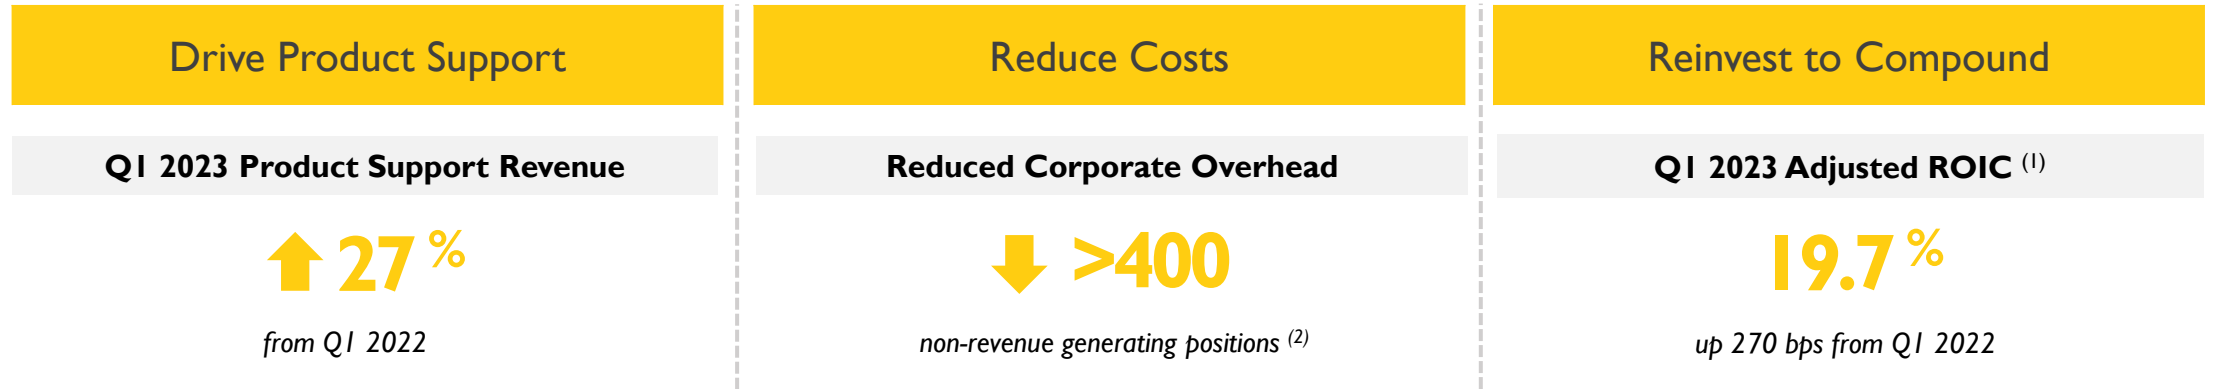 Drive Product Support
Q1 2023 Product Support Revenue
27 %
from Q1 2022
Reduce Costs
Reduced Corporate Overhead
>400
non-revenue generating positions (2)
Reinvest to Compound
Q1 2023 Adjusted ROIC (1)
19.7 %
up 270 bps from Q1 2022